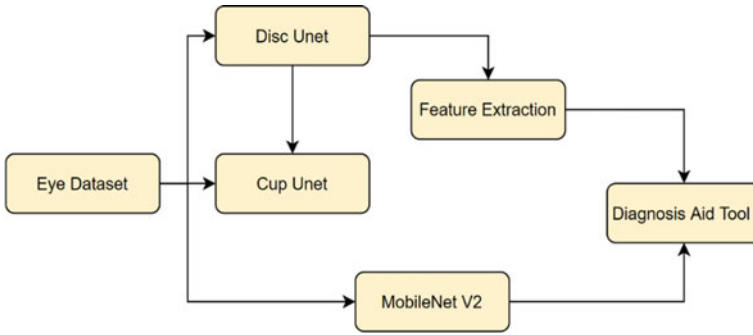 Disc Unet
Feature Extraction
Eye Dataset
Cup Unet
Diagnosis Aid Tool
MobileNet V2